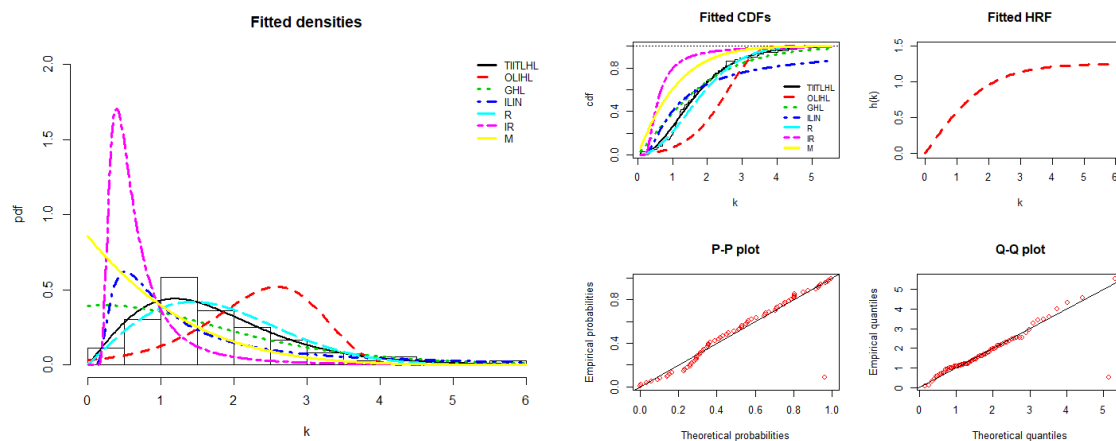 Fitted densities
pdf
2.0
1.5
1.0
0.5
0.0
TIITLHL
OLIHL
GHL
ILIN
R
IR
M
0 1 2 3 4 5 6
k
Fitted CDFs
cdf
0.8
0.4
0.0
TIITLHL
OLIHL
GHL
ILIN
R
IR
M
0 1 2 3 4 5
k
Fitted HRF
h(k)
1.5
1.0
0.5
0.0
0 1 2 3 4 5 6
k
P-P plot
Empirical probabilities
0.8
0.4
0.0
0.0 0.2 0.4 0.6 0.8 1.0
Theoretical probabilities
Q-Q plot
Empirical quantiles
5
4
3
2
1
0
0 1 2 3 4 5
Theoretical quantiles